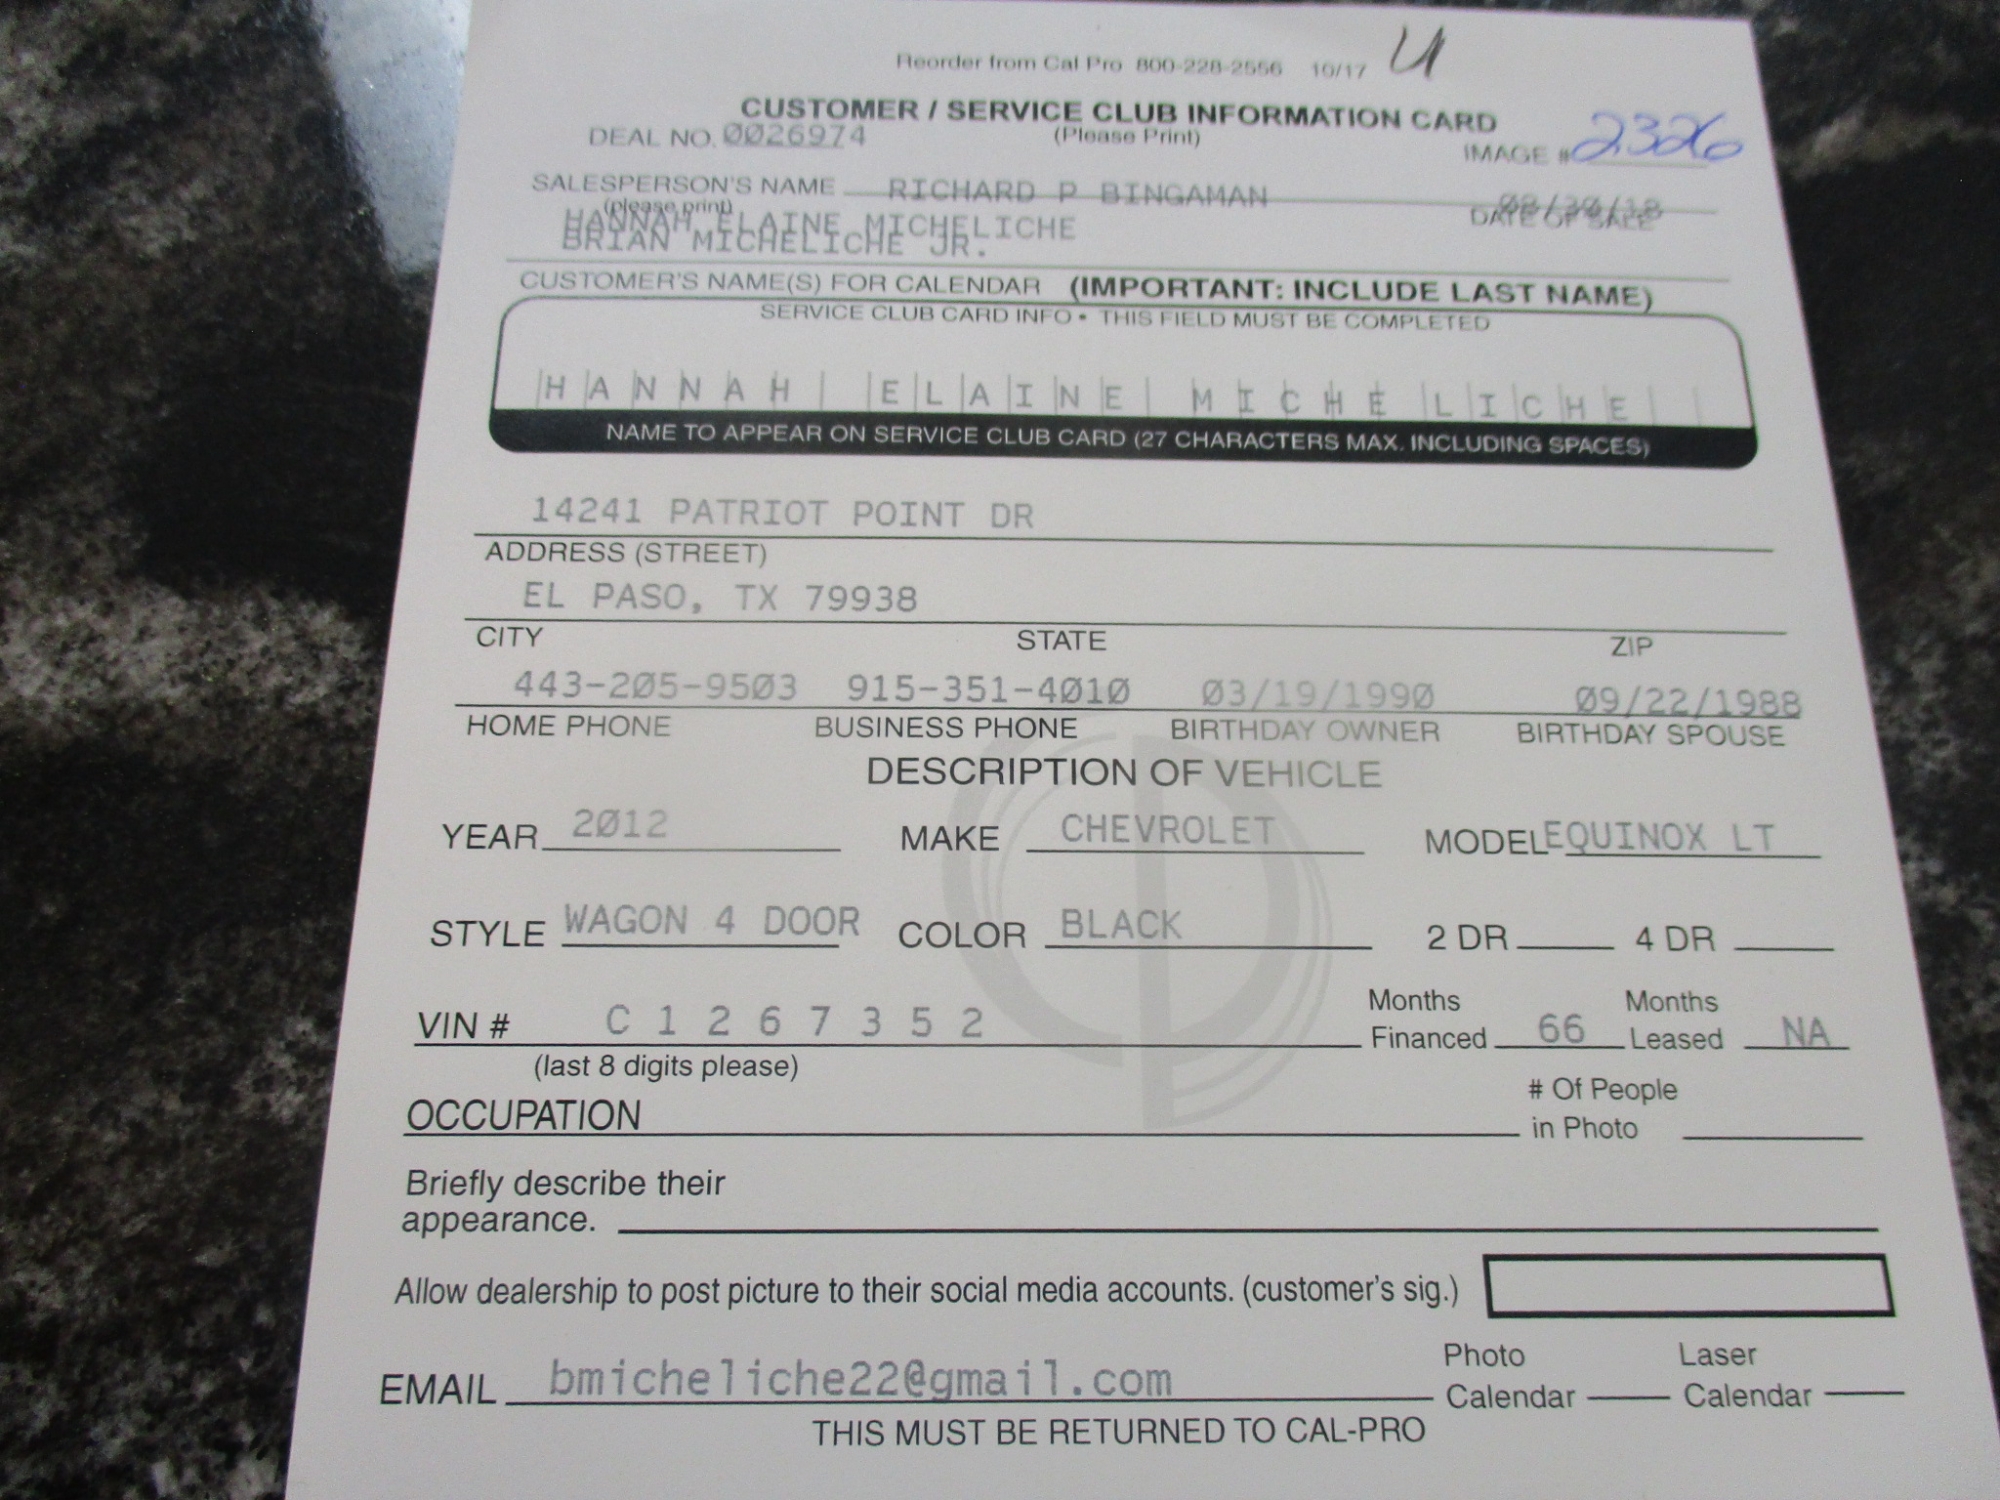 Reorder from Cal Pro 800-228-2556 10/17 U
CUSTOMER / SERVICE CLUB INFORMATION CARD
DEAL NO. 0026974 (Please Print) IMAGE # 2326
SALESPERSON'S NAME RICHARD P BINGAMAN
(please print) DATE OF SALE
HANNAH ELAINE MICHELICHE
BRIAN MICHELICHE JR.
CUSTOMER'S NAME(S) FOR CALENDAR (IMPORTANT: INCLUDE LAST NAME)
SERVICE CLUB CARD INFO • THIS FIELD MUST BE COMPLETED
HANNAH ELAINE MICHELICHE
NAME TO APPEAR ON SERVICE CLUB CARD (27 CHARACTERS MAX. INCLUDING SPACES)
14241 PATRIOT POINT DR
ADDRESS (STREET)
EL PASO, TX 79938
CITY STATE ZIP
443-205-9503 915-351-4010 03/19/1990 09/22/1988
HOME PHONE BUSINESS PHONE BIRTHDAY OWNER BIRTHDAY SPOUSE
DESCRIPTION OF VEHICLE
YEAR 2012 MAKE CHEVROLET MODEL EQUINOX LT
STYLE WAGON 4 DOOR COLOR BLACK 2 DR 4 DR
Months Months
VIN # C 1 2 6 7 3 5 2 Financed 66 Leased NA
(last 8 digits please)
# Of People
OCCUPATION in Photo
Briefly describe their
appearance.
Allow dealership to post picture to their social media accounts. (customer's sig.)
Photo Laser
EMAIL bmicheliche22@gmail.com Calendar Calendar
THIS MUST BE RETURNED TO CAL-PRO